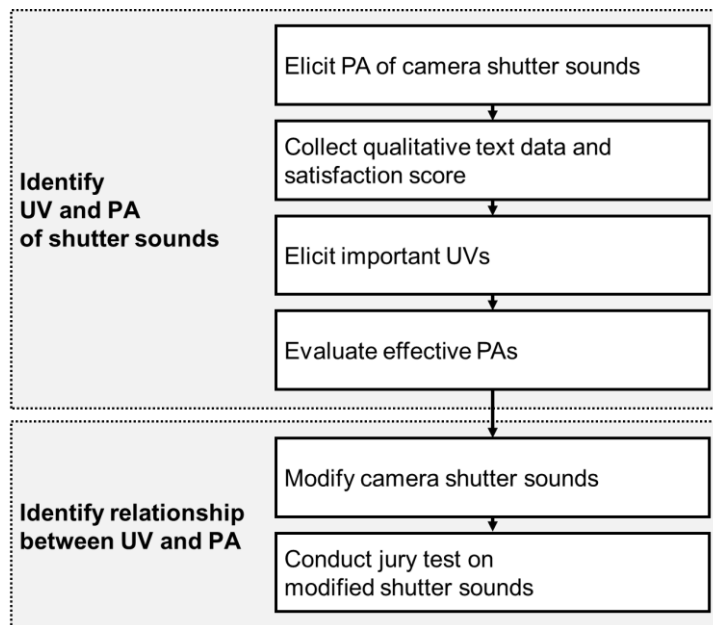 Identify
UV and PA
of shutter sounds
Elicit PA of camera shutter sounds
Collect qualitative text data and
satisfaction score
Elicit important UVs
Evaluate effective PAs
Identify relationship
between UV and PA
Modify camera shutter sounds
Conduct jury test on
modified shutter sounds